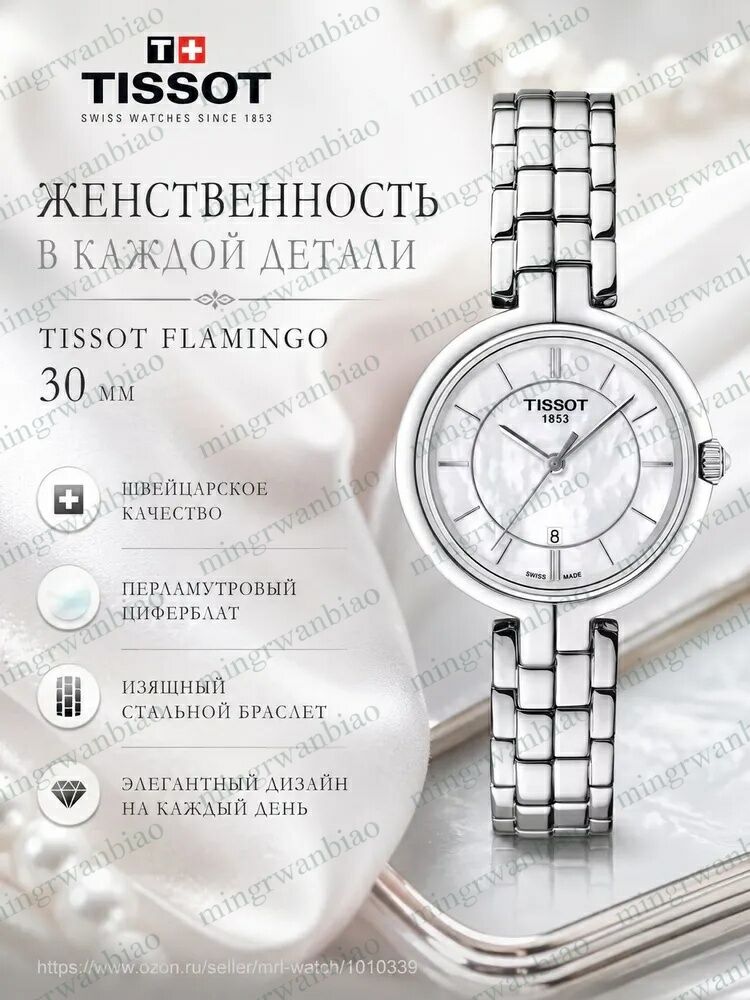 TISSOT
SWISS WATCHES SINCE 1853
ЖЕНСТВЕННОСТЬ
В КАЖДОЙ ДЕТАЛИ
TISSOT FLAMINGO
30 ММ
ШВЕЙЦАРСКОЕ
КАЧЕСТВО
ПЕРЛАМУТРОВЫЙ
ЦИФЕРБЛАТ
ИЗЯЩНЫЙ
СТАЛЬНОЙ БРАСЛЕТ
ЭЛЕГАНТНЫЙ ДИЗАЙН
НА КАЖДЫЙ ДЕНЬ
TISSOT
1853
8
SWISS MADE
mingrwanbiao
https://www.ozon.ru/seller/mrl-watch/1010339